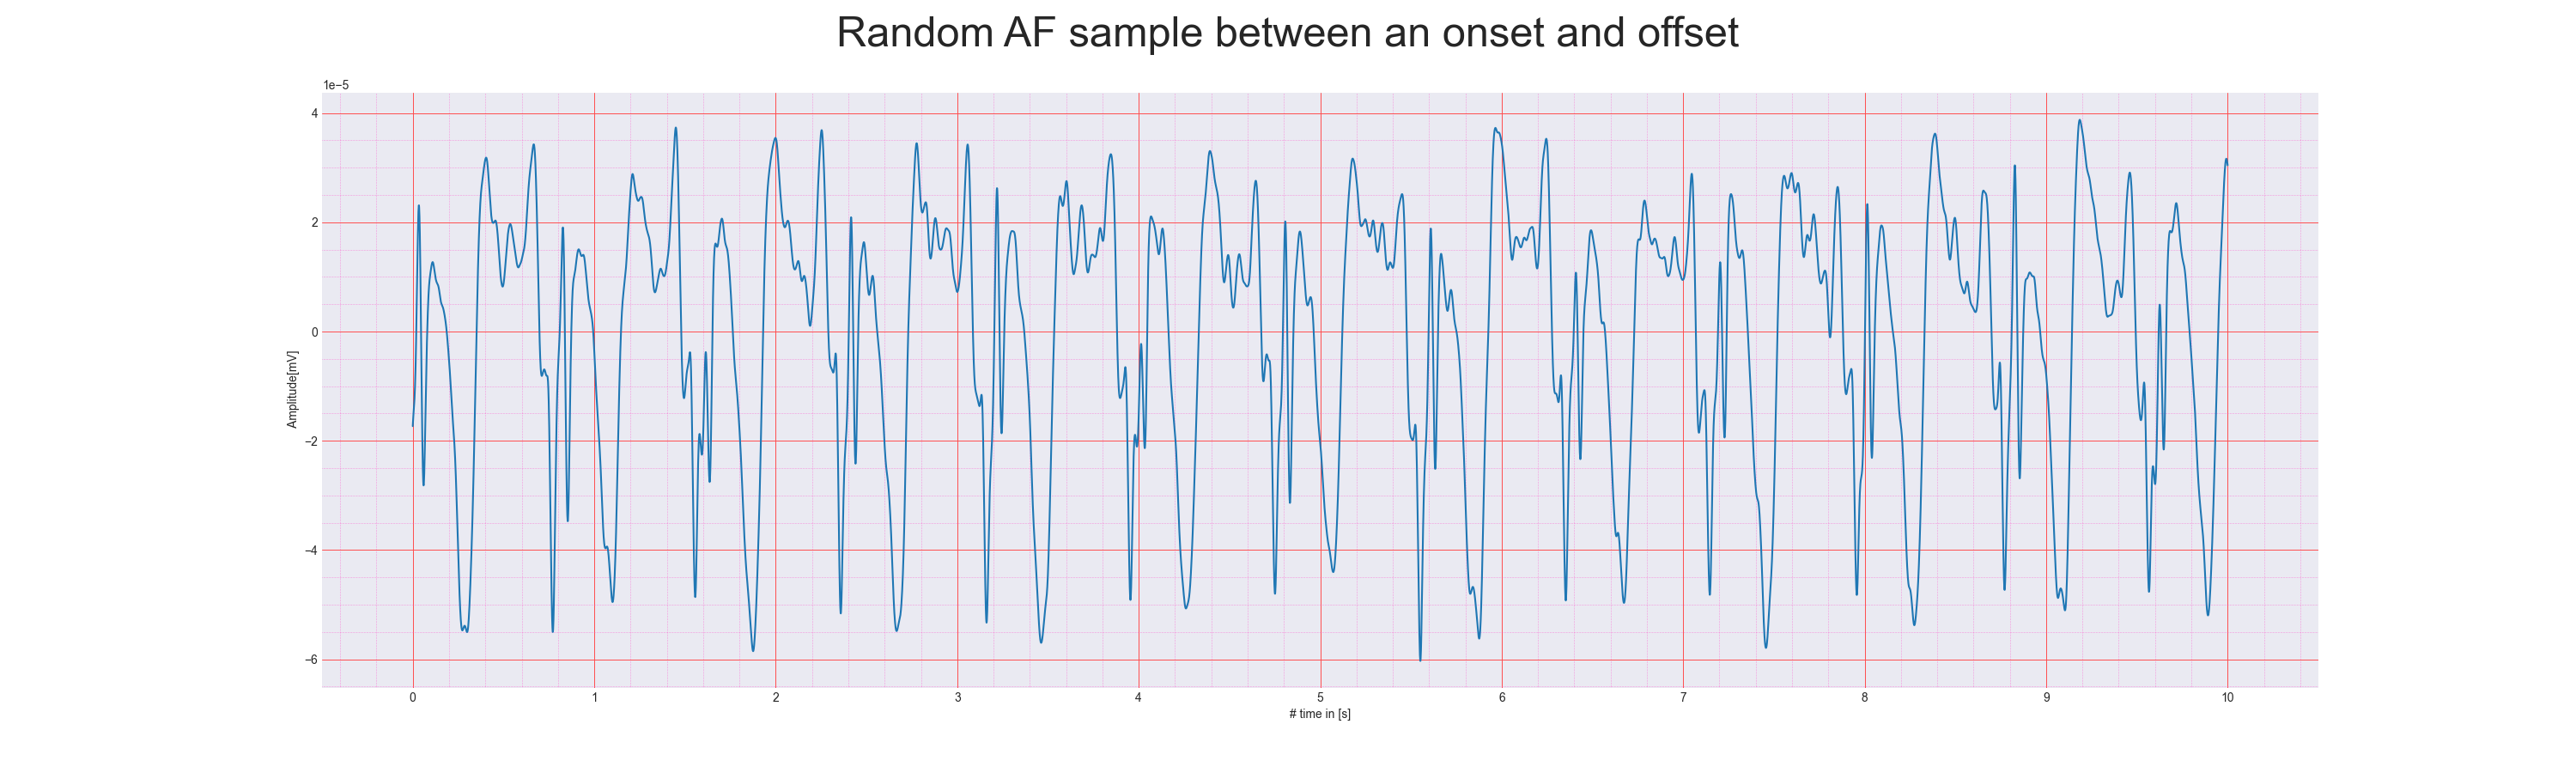 Random AF sample between an onset and offset
1e−5
4
2
0
−2
−4
−6
Amplitude[mV]
0 1 2 3 4 5 6 7 8 9 10
# time in [s]